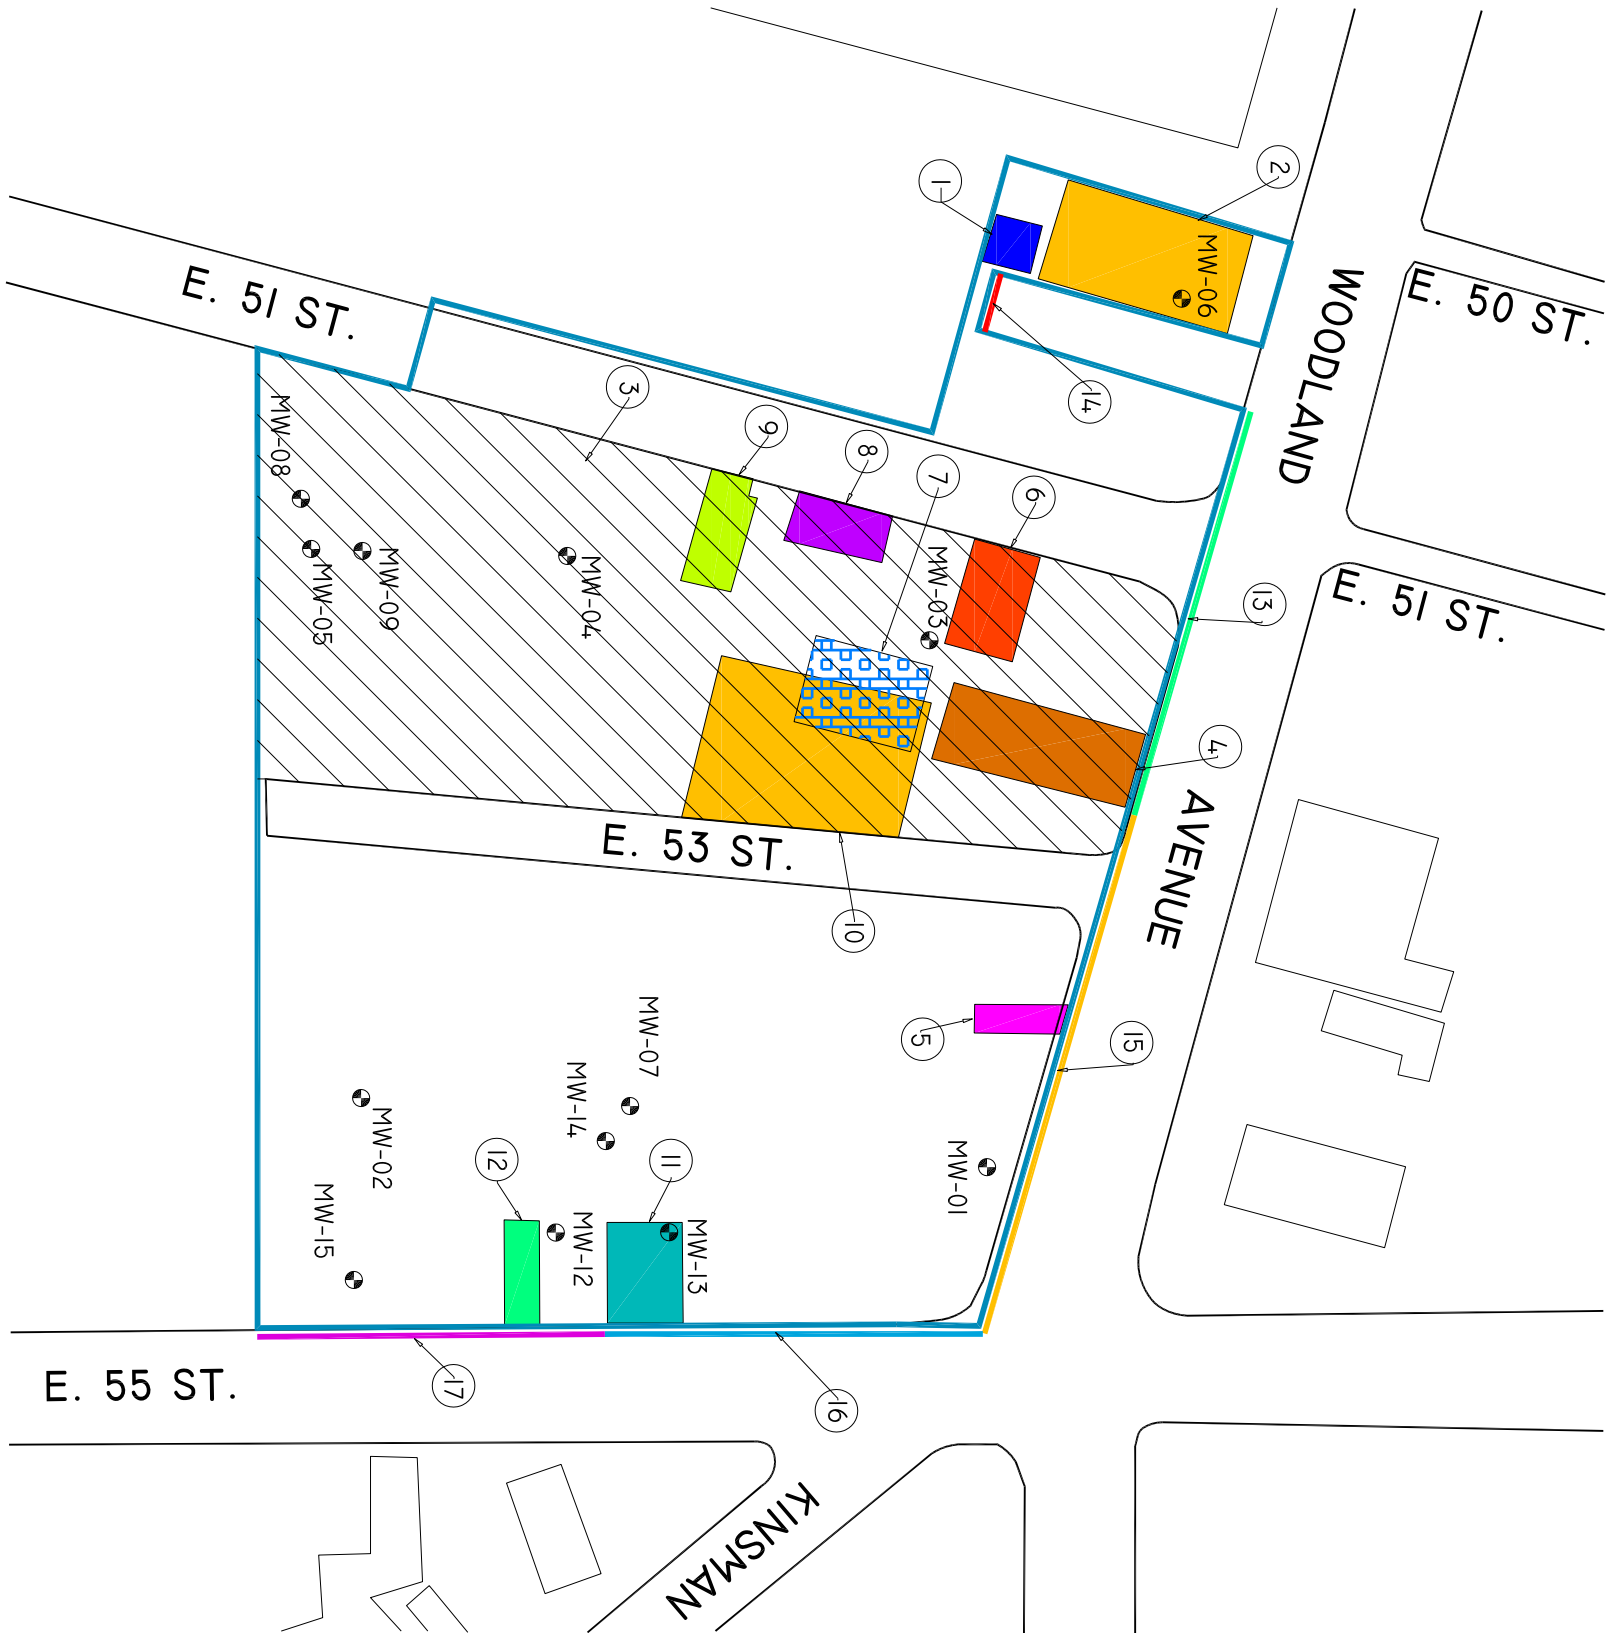 2
1
MW-06
WOODLAND
E. 50 ST.
E. 51 ST.
3
14
9
8
7
6
MW-08
MW-03
MW-09
MW-04
MW-05
E. 51 ST.
13
4
AVENUE
E. 53 ST.
10
5
15
MW-07
MW-14
MW-02
12
11
MW-01
MW-15
MW-12
MW-13
E. 55 ST.
17
16
KINSMAN